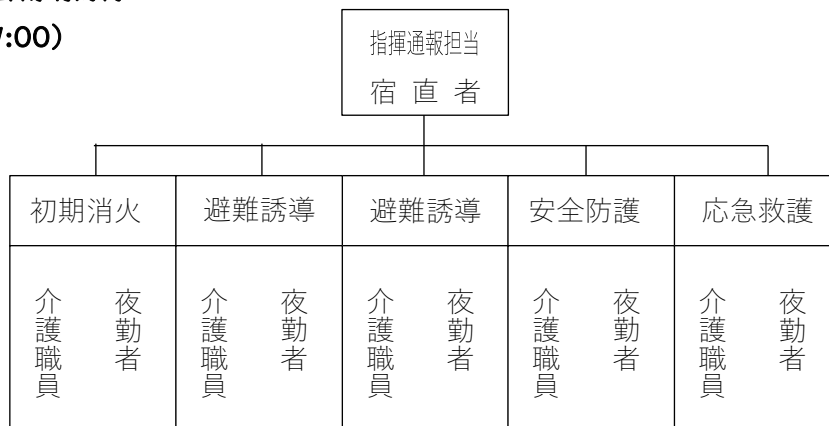 :00)
指揮通報担当
宿直者
初期消火 避難誘導 避難誘導 安全防護 応急救護
夜勤者
介護職員
夜勤者
介護職員
夜勤者
介護職員
夜勤者
介護職員
夜勤者
介護職員